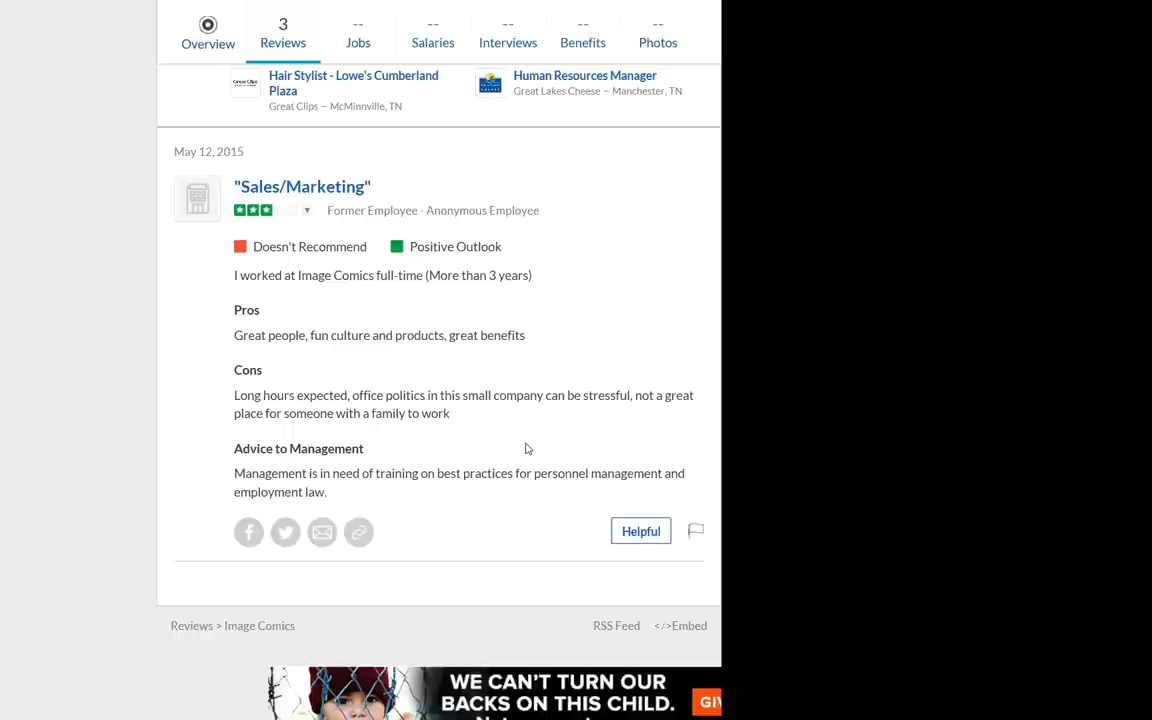 3
--
--
--
--
--
Overview
Reviews
Jobs
Salaries
Interviews
Benefits
Photos
Hair Stylist - Lowe's Cumberland
Plaza
Great Clips – McMinnville, TN
Human Resources Manager
Great Lakes Cheese – Manchester, TN
May 12, 2015
"Sales/Marketing"
Former Employee - Anonymous Employee
Doesn't Recommend
Positive Outlook
I worked at Image Comics full-time (More than 3 years)
Pros
Great people, fun culture and products, great benefits
Cons
Long hours expected, office politics in this small company can be stressful, not a great
place for someone with a family to work
Advice to Management
Management is in need of training on best practices for personnel management and
employment law.
Helpful
Reviews > Image Comics
RSS Feed
</>Embed
WE CAN'T TURN OUR
BACKS ON THIS CHILD.